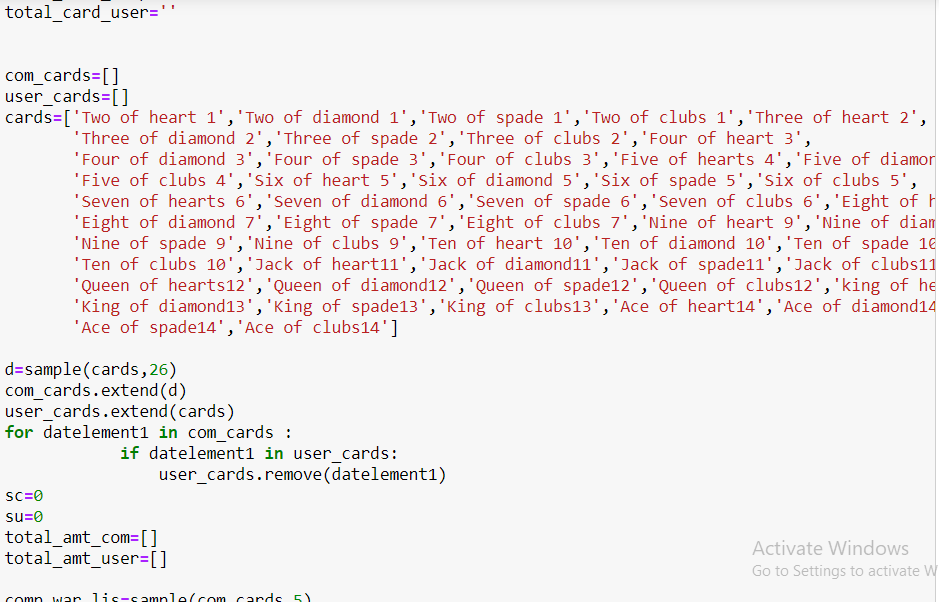 total_card_user=''
com_cards=[]
user_cards=[]
cards=['Two of heart 1','Two of diamond 1','Two of spade 1','Two of clubs 1','Three of heart 2',
'Three of diamond 2','Three of spade 2','Three of clubs 2','Four of heart 3',
'Four of diamond 3','Four of spade 3','Four of clubs 3','Five of hearts 4','Five of diamon
'Five of clubs 4','Six of heart 5','Six of diamond 5','Six of spade 5','Six of clubs 5',
'Seven of hearts 6','Seven of diamond 6','Seven of spade 6','Seven of clubs 6','Eight of h
'Eight of diamond 7','Eight of spade 7','Eight of clubs 7','Nine of heart 9','Nine of diam
'Nine of spade 9','Nine of clubs 9','Ten of heart 10','Ten of diamond 10','Ten of spade 10
'Ten of clubs 10','Jack of heart11','Jack of diamond11','Jack of spade11','Jack of clubs11
'Queen of hearts12','Queen of diamond12','Queen of spade12','Queen of clubs12','king of he
'King of diamond13','King of spade13','King of clubs13','Ace of heart14','Ace of diamond14
'Ace of spade14','Ace of clubs14']
d=sample(cards,26)
com_cards.extend(d)
user_cards.extend(cards)
for datelement1 in com_cards :
if datelement1 in user_cards:
user_cards.remove(datelement1)
sc=0
su=0
total_amt_com=[]
total_amt_user=[]
Activate Windows
Go to Settings to activate W
comp_war_lis=sample(com_cards,5)